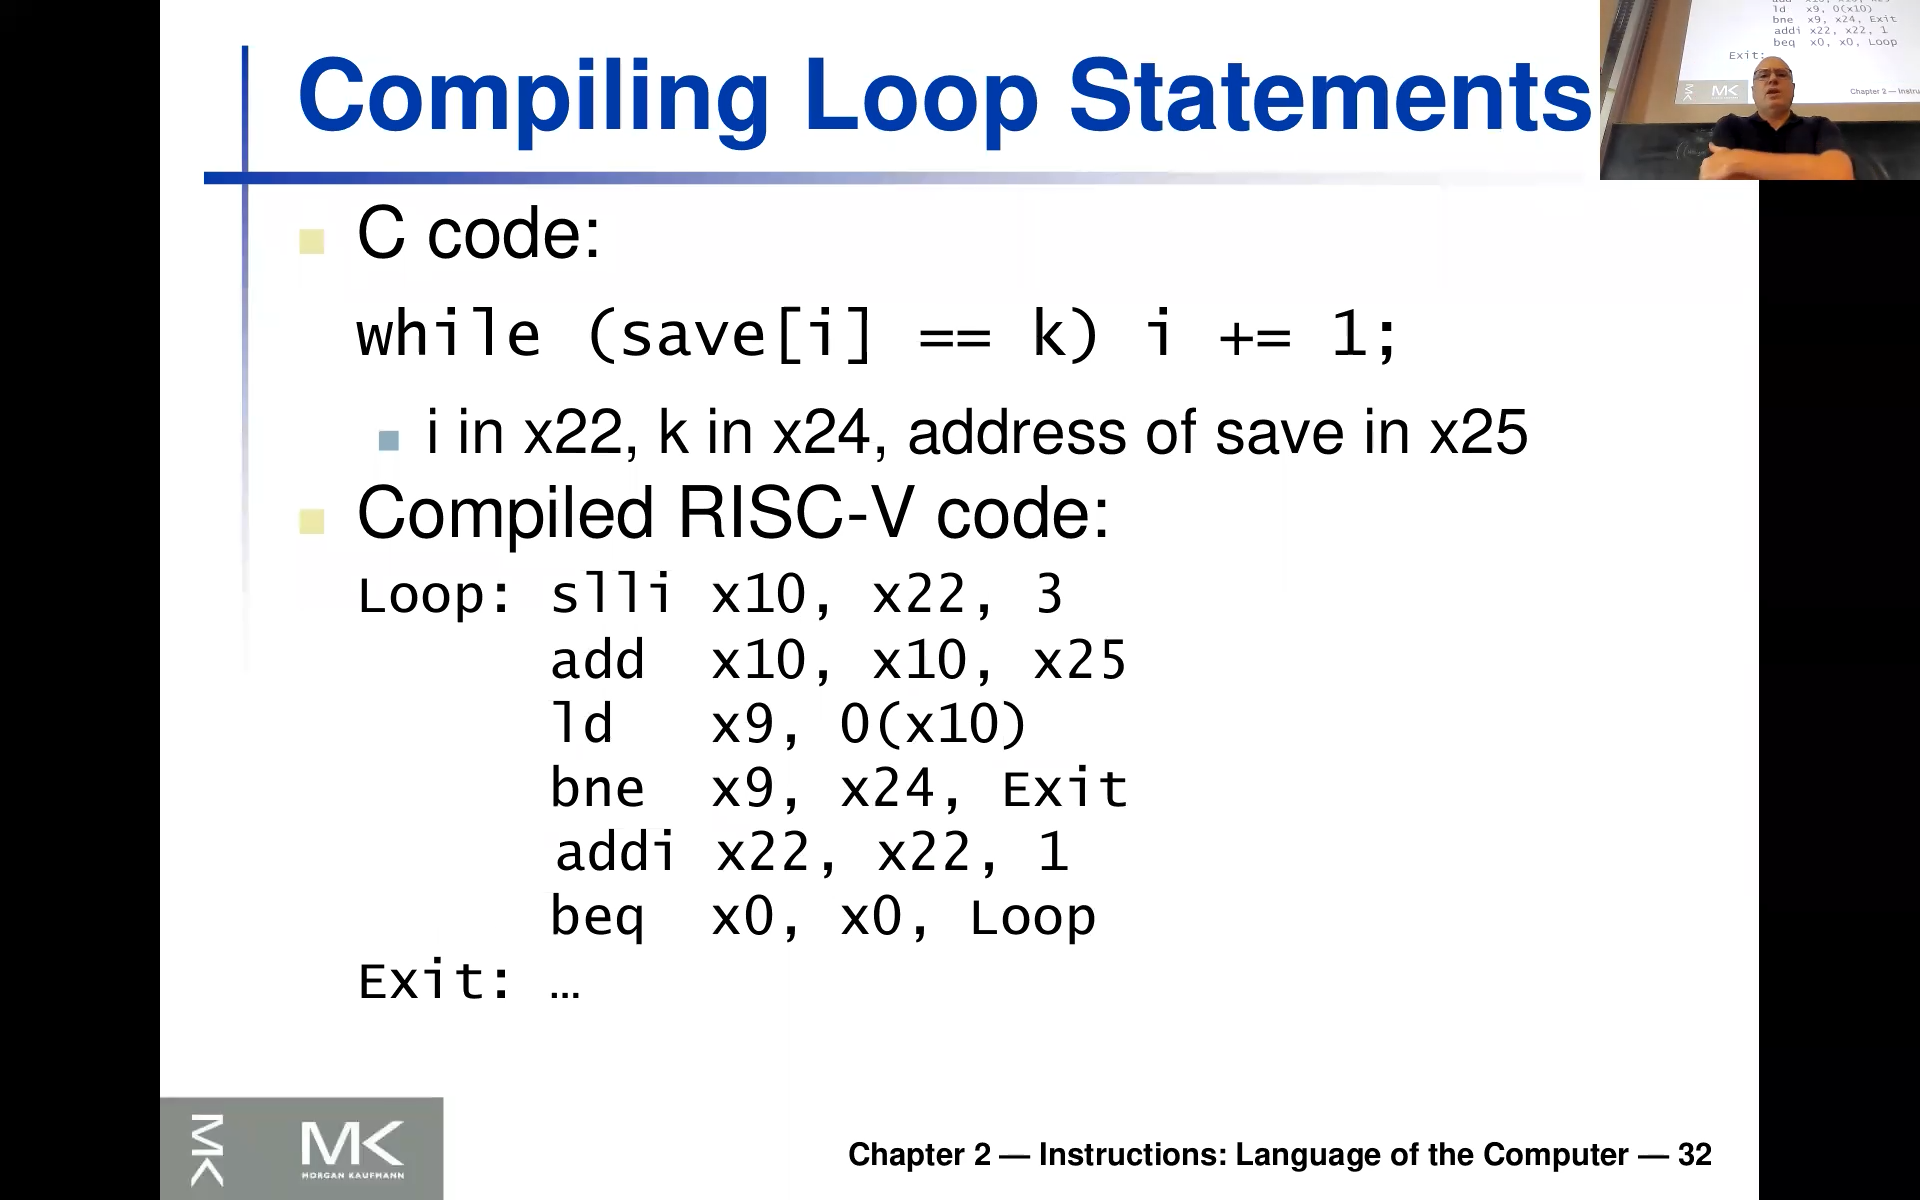 Compiling Loop Statements
C code:
while (save[i] == k) i += 1;
i in x22, k in x24, address of save in x25
Compiled RISC-V code:
Loop: slli x10, x22, 3
add x10, x10, x25
ld x9, 0(x10)
bne x9, x24, Exit
addi x22, x22, 1
beq x0, x0, Loop
Exit: …
MK
MK
MORGAN KAUFMANN
Chapter 2 — Instructions: Language of the Computer — 32
ld x9, 0(x10)
bne x9, x24, Exit
addi x22, x22, 1
beq x0, x0, Loop
Exit:
MK
Chapter 2 — Instru